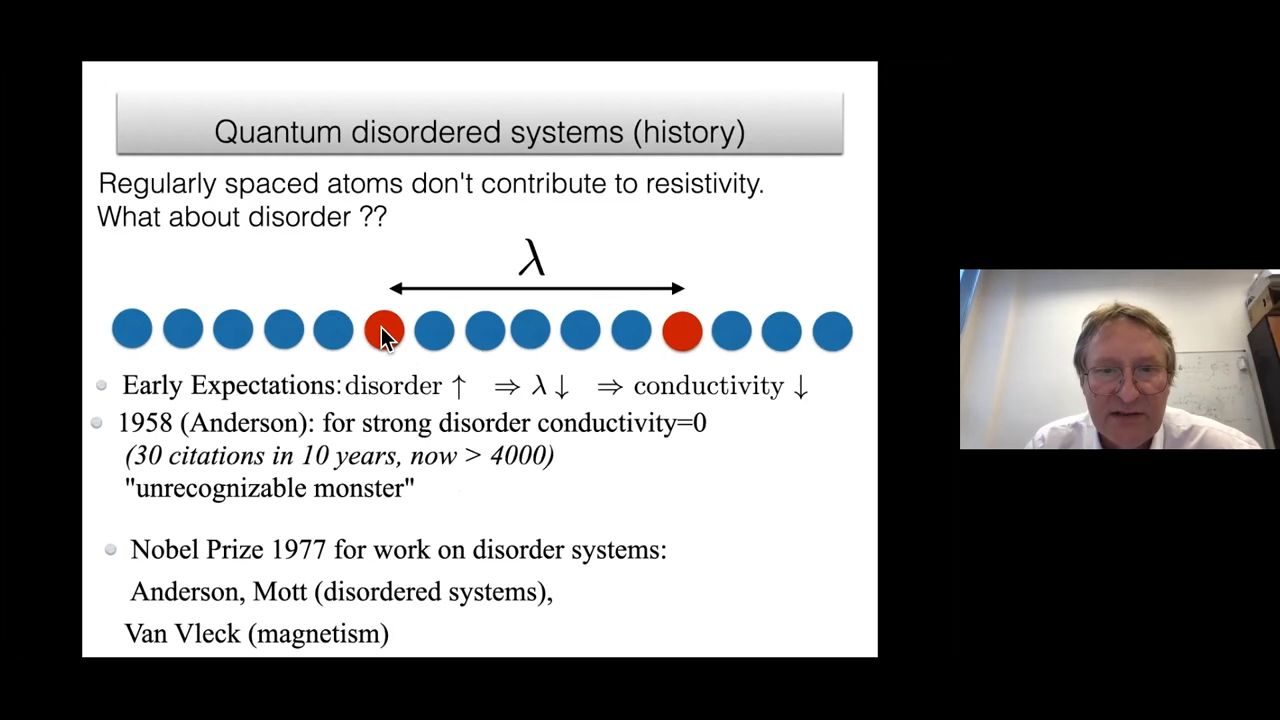 Quantum disordered systems (history)
Regularly spaced atoms don't contribute to resistivity.
What about disorder ??
λ
Early Expectations: disorder ↑ ⇒ λ ↓ ⇒ conductivity ↓
1958 (Anderson): for strong disorder conductivity=0
(30 citations in 10 years, now > 4000)
"unrecognizable monster"
Nobel Prize 1977 for work on disorder systems:
Anderson, Mott (disordered systems),
Van Vleck (magnetism)